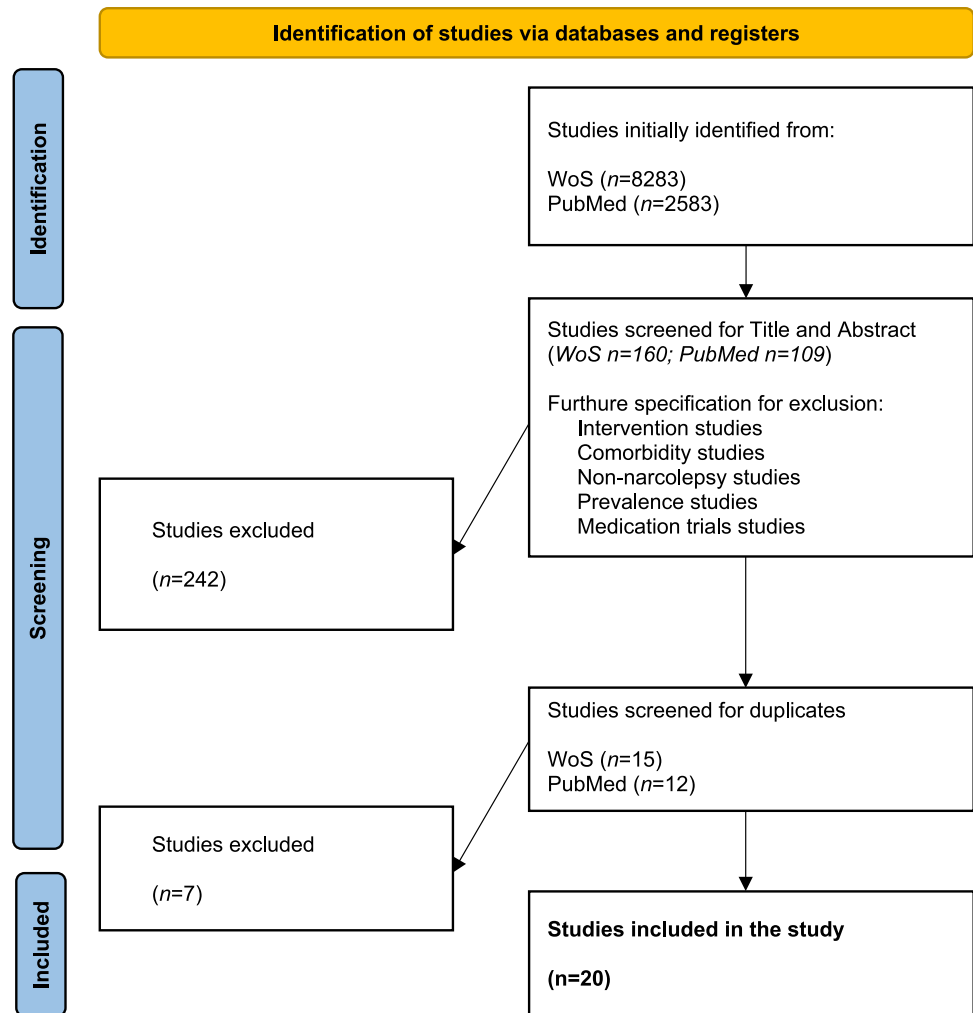 Identification of studies via databases and registers
Identification
Studies initially identified from:
WoS (n=8283)
PubMed (n=2583)
Screening
Studies screened for Title and Abstract
(WoS n=160; PubMed n=109)
Furthure specification for exclusion:
Intervention studies
Comorbidity studies
Non-narcolepsy studies
Prevalence studies
Medication trials studies
Studies excluded
(n=242)
Studies screened for duplicates
WoS (n=15)
PubMed (n=12)
Studies excluded
(n=7)
Included
Studies included in the study
(n=20)